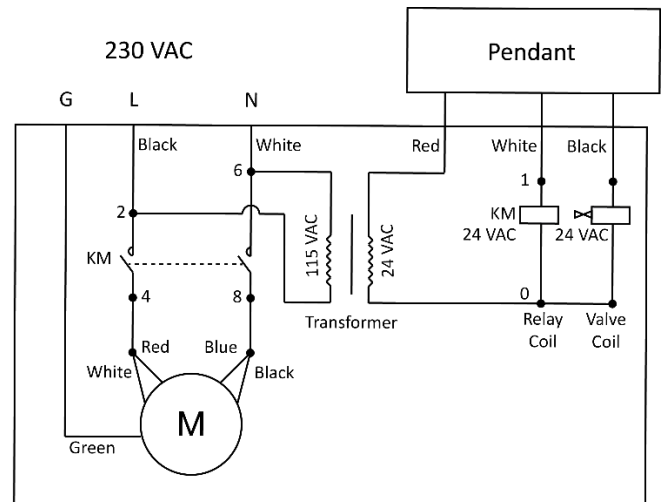 230 VAC
Pendant
G L N
Black
White
Red
White
Black
6
1
2
KM
24 VAC
24 VAC
115 VAC
24 VAC
KM
4
8
0
Transformer
Relay
Coil
Valve
Coil
Red
Blue
White
Black
M
Green